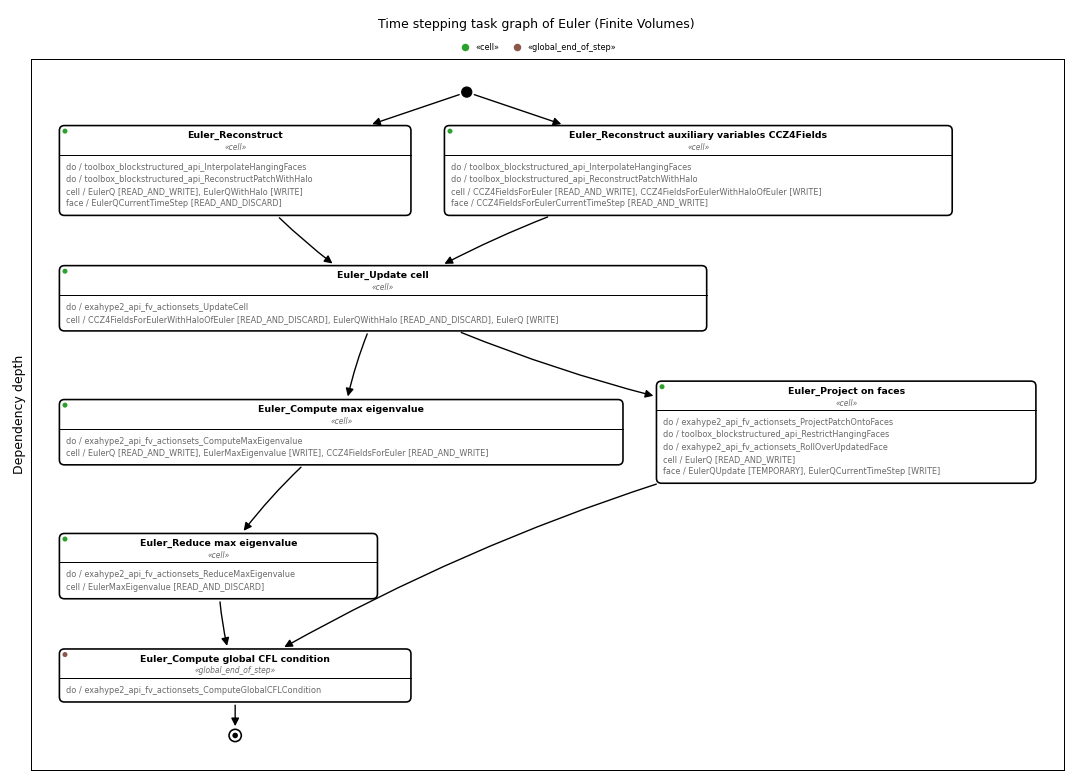 Time stepping task graph of Euler (Finite Volumes)
«cell» «global_end_of_step»
Dependency depth
Euler_Reconstruct
«cell»
do / toolbox_blockstructured_api_InterpolateHangingFaces
do / toolbox_blockstructured_api_ReconstructPatchWithHalo
cell / EulerQ [READ_AND_WRITE], EulerQWithHalo [WRITE]
face / EulerQCurrentTimeStep [READ_AND_DISCARD]
Euler_Reconstruct auxiliary variables CCZ4Fields
«cell»
do / toolbox_blockstructured_api_InterpolateHangingFaces
do / toolbox_blockstructured_api_ReconstructPatchWithHalo
cell / CCZ4FieldsForEuler [READ_AND_WRITE], CCZ4FieldsForEulerWithHaloOfEuler [WRITE]
face / CCZ4FieldsForEulerCurrentTimeStep [READ_AND_WRITE]
Euler_Update cell
«cell»
do / exahype2_api_fv_actionsets_UpdateCell
cell / CCZ4FieldsForEulerWithHaloOfEuler [READ_AND_DISCARD], EulerQWithHalo [READ_AND_DISCARD], EulerQ [WRITE]
Euler_Compute max eigenvalue
«cell»
do / exahype2_api_fv_actionsets_ComputeMaxEigenvalue
cell / EulerQ [READ_AND_WRITE], EulerMaxEigenvalue [WRITE], CCZ4FieldsForEuler [READ_AND_WRITE]
Euler_Project on faces
«cell»
do / exahype2_api_fv_actionsets_ProjectPatchOntoFaces
do / toolbox_blockstructured_api_RestrictHangingFaces
do / exahype2_api_fv_actionsets_RollOverUpdatedFace
cell / EulerQ [READ_AND_WRITE]
face / EulerQUpdate [TEMPORARY], EulerQCurrentTimeStep [WRITE]
Euler_Reduce max eigenvalue
«cell»
do / exahype2_api_fv_actionsets_ReduceMaxEigenvalue
cell / EulerMaxEigenvalue [READ_AND_DISCARD]
Euler_Compute global CFL condition
«global_end_of_step»
do / exahype2_api_fv_actionsets_ComputeGlobalCFLCondition